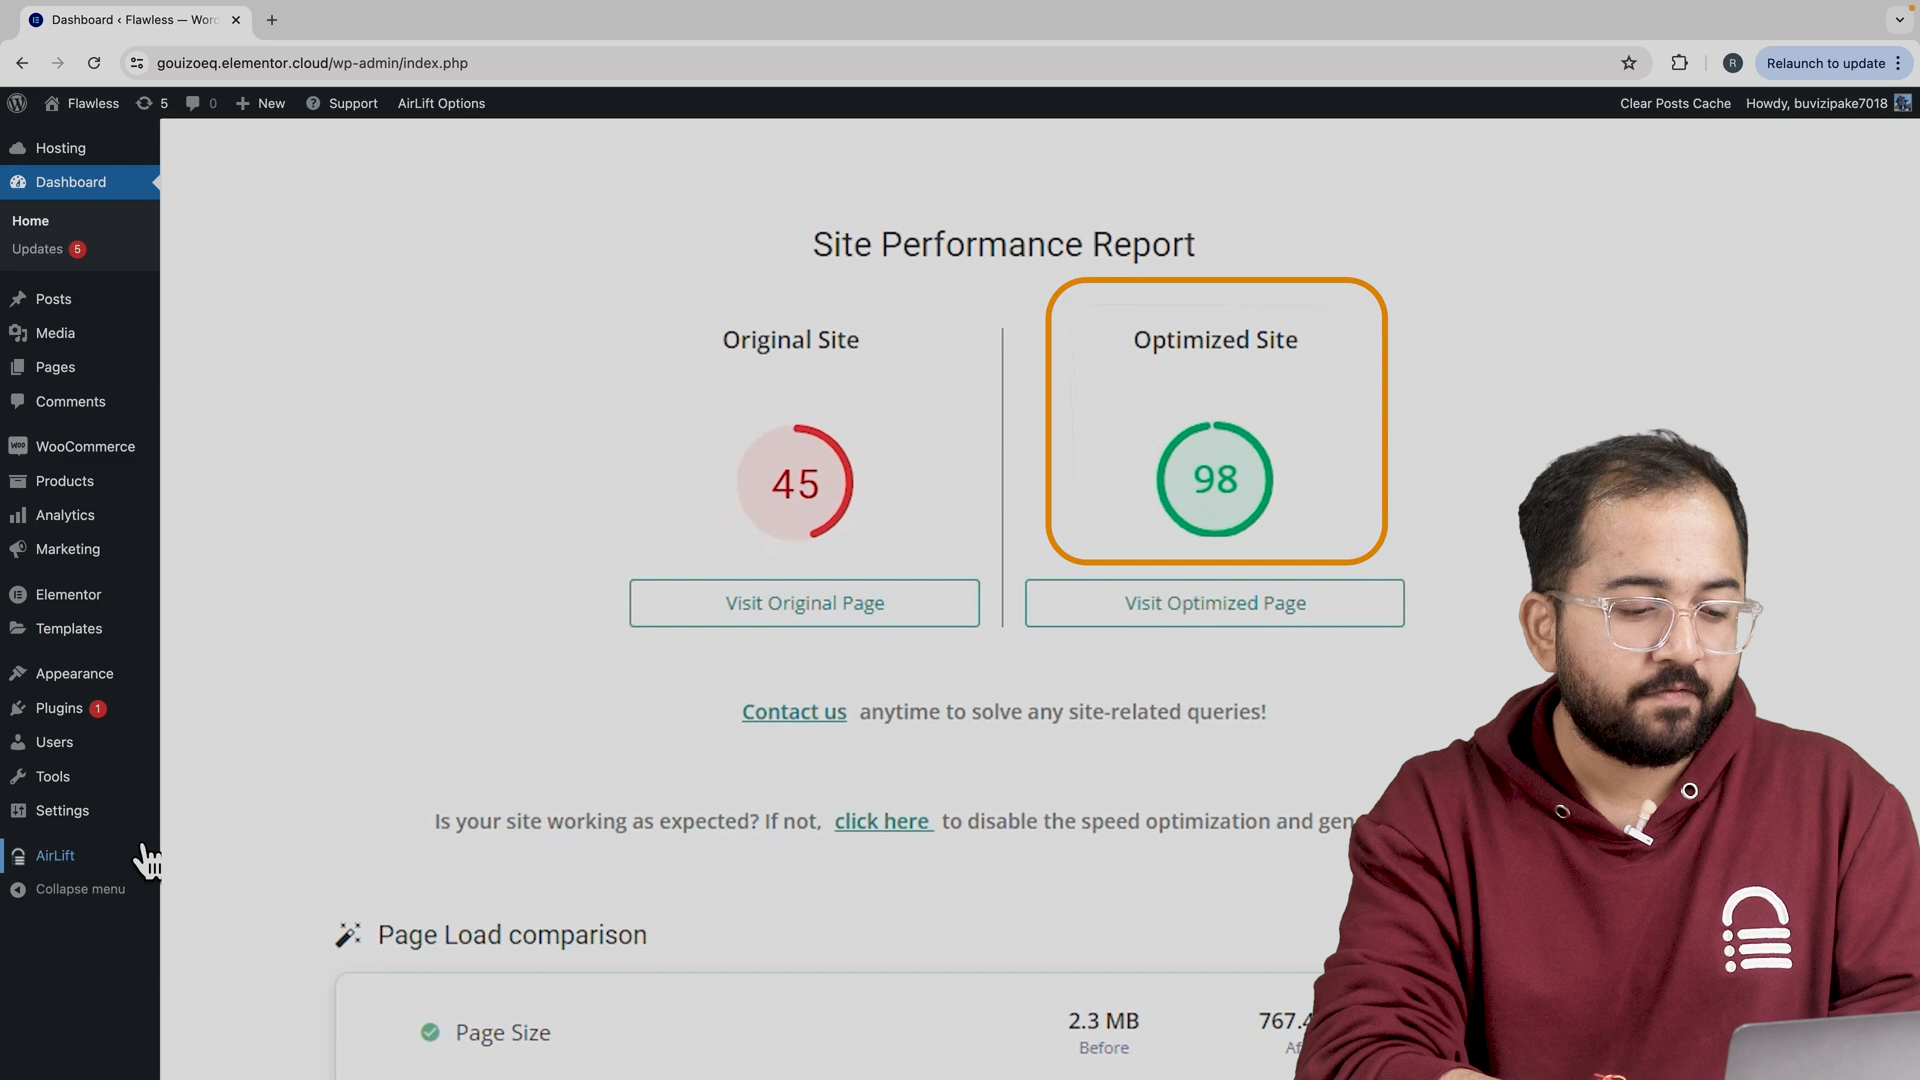 Dashboard ‹ Flawless — Wor
gouizoeq.elementor.cloud/wp-admin/index.php
R
Relaunch to update
Flawless
5
0
New
Support
AirLift Options
Clear Posts Cache
Howdy, buvizipake7018
Hosting
Dashboard
Home
Updates 5
Posts
Media
Pages
Comments
WooCommerce
Products
Analytics
Marketing
Elementor
Templates
Appearance
Plugins 1
Users
Tools
Settings
AirLift
Collapse menu
Site Performance Report
Original Site
Optimized Site
45
98
Visit Original Page
Visit Optimized Page
Contact us anytime to solve any site-related queries!
Is your site working as expected? If not, click here to disable the speed optimization and gen
Page Load comparison
Page Size
2.3 MB
767.4
Before
Af